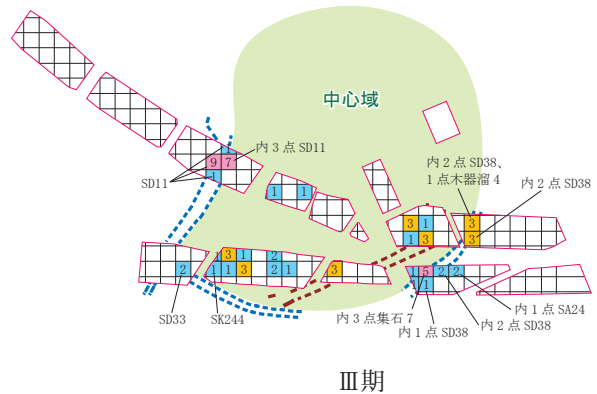 中心域
1
9 7
1
内 3 点 SD11
SD11
1 1
内 2 点 SD38、
1 点木器溜 4
内 2 点 SD38
3 1
1 3
3
3
3 1 2
2 1 1 3 2 1
3
5 2 2
1 1
SD33
SK244
内 3 点集石 7
内 1 点 SD38
内 2 点 SD38
内 1 点 SA24
Ⅲ期